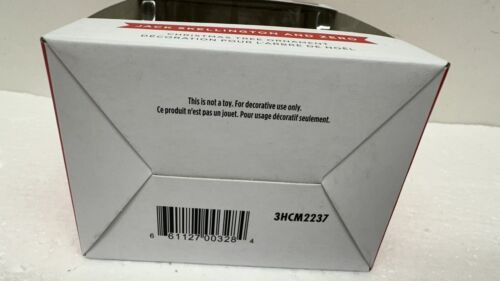 JACK SKELLINGTON AND ZERO
CHRISTMAS TREE ORNAMENT
DÉCORATION POUR L'ARBRE DE NOËL
This is not a toy. For decorative use only.
Ce produit n'est pas un jouet. Pour usage décoratif seulement.
3HCM2237
6 61127 00328 4